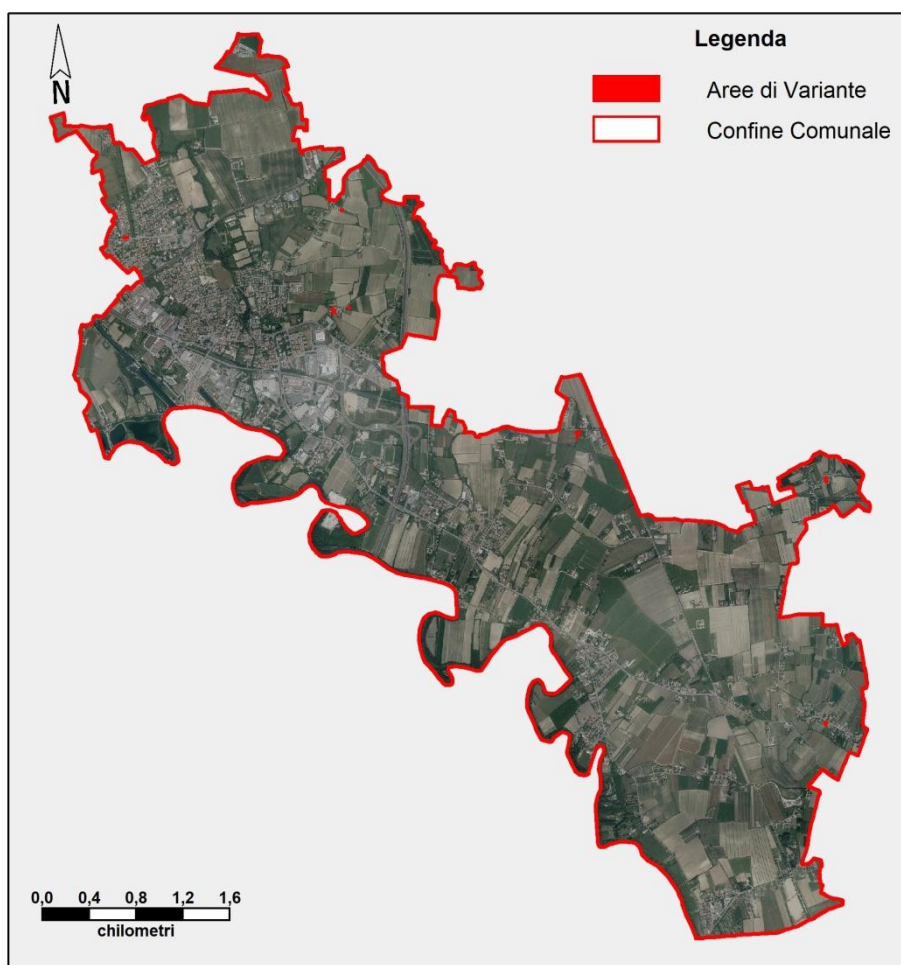 Legenda
Aree di Variante
Confine Comunale
N
0,0 0,4 0,8 1,2 1,6
chilometri